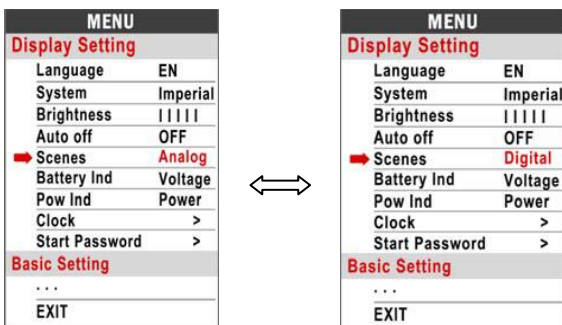 MENU
Display Setting
Language EN
System Imperial
Brightness | | | | |
Auto off OFF
Scenes Analog
Battery Ind Voltage
Pow Ind Power
Clock >
Start Password >
Basic Setting
. . .
EXIT
MENU
Display Setting
Language EN
System Imperial
Brightness | | | | |
Auto off OFF
Scenes Digital
Battery Ind Voltage
Pow Ind Power
Clock >
Start Password >
Basic Setting
. . .
EXIT